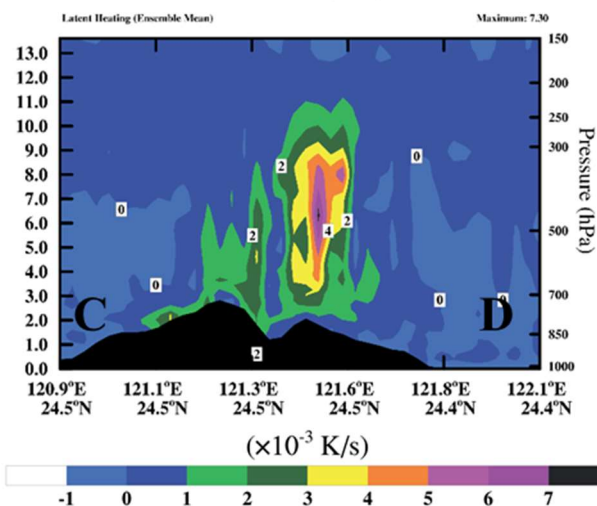 Latent Heating (Ensemble Mean) Maximum: 7.30
13.0 150
12.0 200
11.0 250
10.0
9.0 300
8.0
7.0
6.0
5.0 500
4.0
3.0 700
2.0 850
1.0
0.0 1000
Pressure (hPa)
2 0
0 2
2 4
0 0 0
C D
2
120.9°E 121.1°E 121.3°E 121.6°E 121.8°E 122.1°E
24.5°N 24.5°N 24.5°N 24.5°N 24.4°N 24.4°N
(×10⁻³ K/s)
-1 0 1 2 3 4 5 6 7